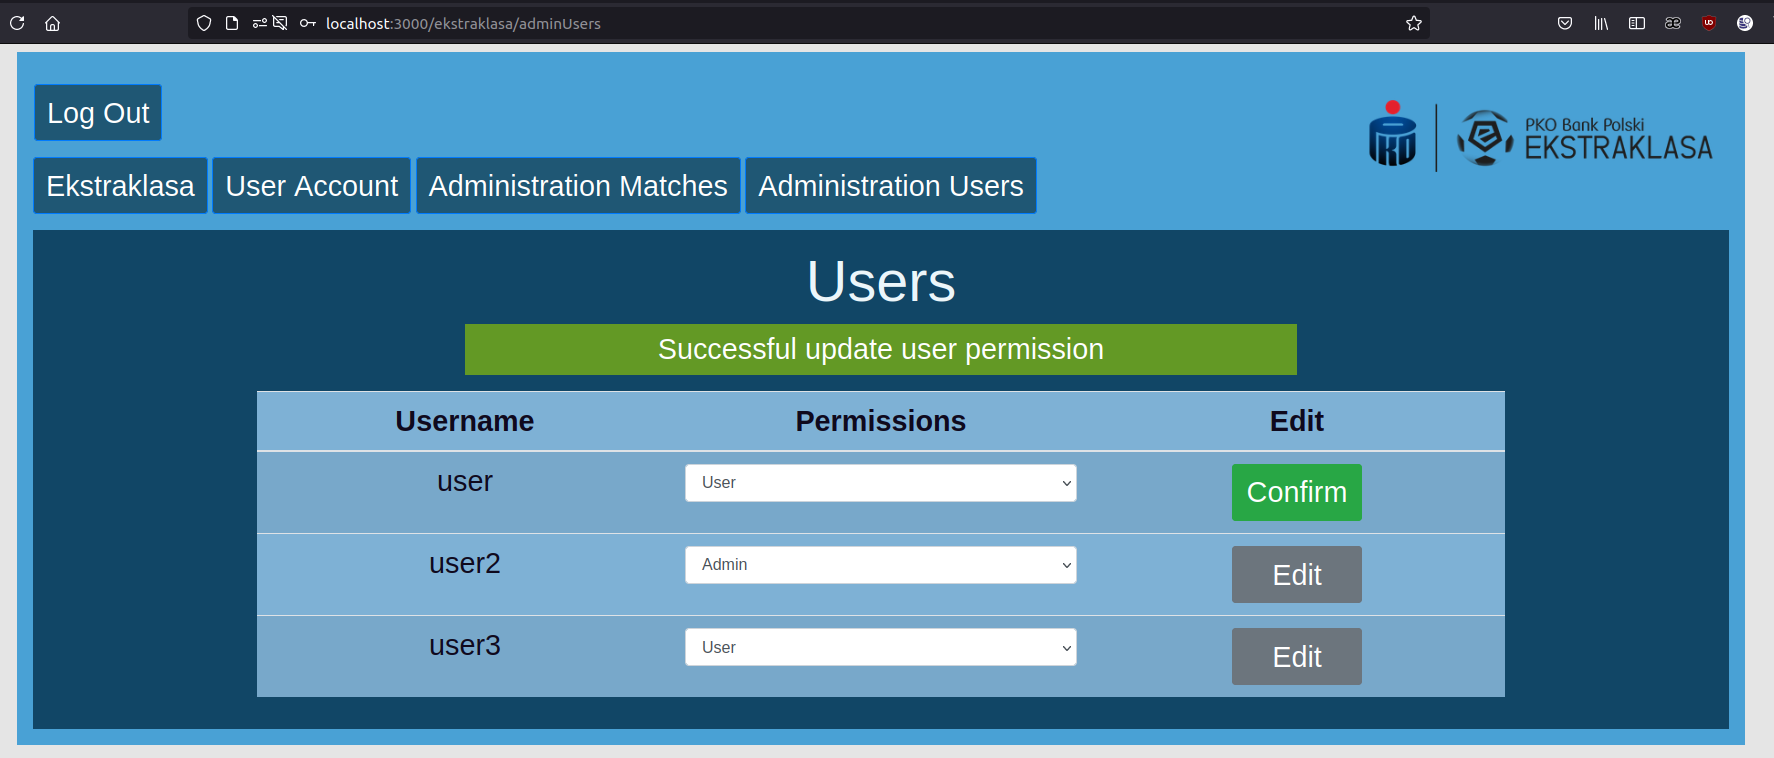 localhost:3000/ekstraklasa/adminUsers
Log Out
PKO Bank Polski
EKSTRAKLASA
Ekstraklasa User Account Administration Matches Administration Users
Users
Successful update user permission
Username Permissions Edit
user User Confirm
user2 Admin Edit
user3 User Edit